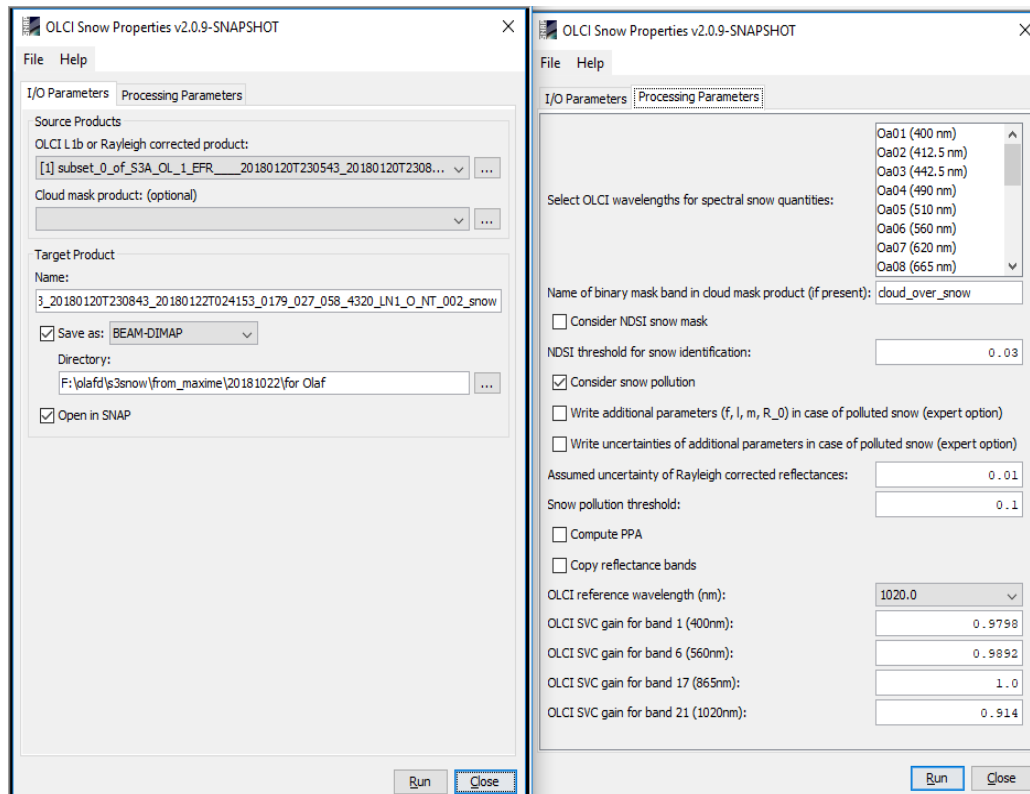 OLCI Snow Properties v2.0.9-SNAPSHOT
File Help
I/O Parameters Processing Parameters
Source Products
OLCI L1b or Rayleigh corrected product:
[1] subset_0_of_S3A_OL_1_EFR____20180120T230543_20180120T2308... ...
Cloud mask product: (optional)
...
Target Product
Name:
3_20180120T230843_20180122T024153_0179_027_058_4320_LN1_O_NT_002_snow
Save as: BEAM-DIMAP
Directory:
F:\olafd\s3snow\from_maxime\20181022\for Olaf ...
Open in SNAP
Run Close
OLCI Snow Properties v2.0.9-SNAPSHOT
File Help
I/O Parameters Processing Parameters
Oa01 (400 nm)
Oa02 (412.5 nm)
Oa03 (442.5 nm)
Oa04 (490 nm)
Select OLCI wavelengths for spectral snow quantities:
Oa05 (510 nm)
Oa06 (560 nm)
Oa07 (620 nm)
Oa08 (665 nm)
Name of binary mask band in cloud mask product (if present): cloud_over_snow
Consider NDSI snow mask
NDSI threshold for snow identification: 0.03
Consider snow pollution
Write additional parameters (f, l, m, R_0) in case of polluted snow (expert option)
Write uncertainties of additional parameters in case of polluted snow (expert option)
Assumed uncertainty of Rayleigh corrected reflectances: 0.01
Snow pollution threshold: 0.1
Compute PPA
Copy reflectance bands
OLCI reference wavelength (nm): 1020.0
OLCI SVC gain for band 1 (400nm): 0.9798
OLCI SVC gain for band 6 (560nm): 0.9892
OLCI SVC gain for band 17 (865nm): 1.0
OLCI SVC gain for band 21 (1020nm): 0.914
Run Close